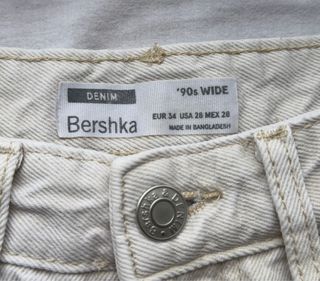 DENIM
'90s WIDE
Bershka
EUR 34 USA 28 MEX 28
MADE IN BANGLADESH